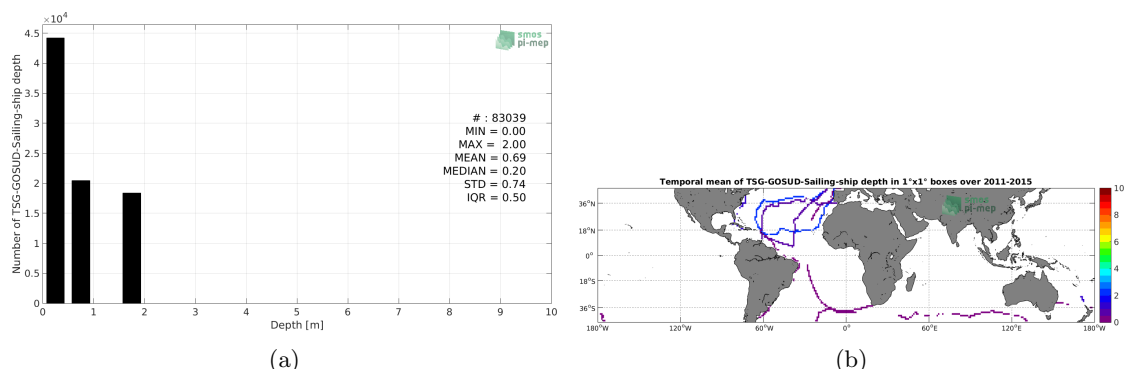 ×10⁴
4.5
4
3.5
3
2.5
2
1.5
1
0.5
0
Number of TSG-GOSUD-Sailing-ship depth
smos
pi-mep
# : 83039
MIN = 0.00
MAX = 2.00
MEAN = 0.69
MEDIAN = 0.20
STD = 0.74
IQR = 0.50
0 1 2 3 4 5 6 7 8 9 10
Depth [m]
(a)
Temporal mean of TSG-GOSUD-Sailing-ship depth in 1°x1° boxes over 2011-2015
smos
pi-mep
36°N
18°N
0°
18°S
36°S
180°W 120°W 60°W 0° 60°E 120°E 180°W
10
8
6
4
2
0
(b)